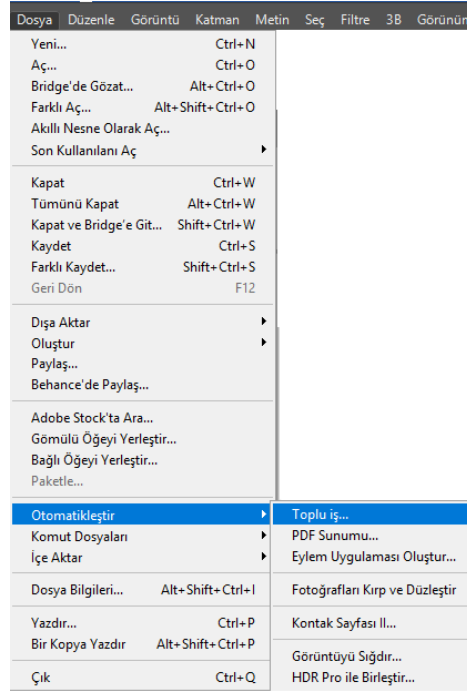 Dosya Düzenle Görüntü Katman Metin Seç Filtre 3B Görünüm
Yeni... Ctrl+N
Aç... Ctrl+O
Bridge'de Gözat... Alt+Ctrl+O
Farklı Aç... Alt+Shift+Ctrl+O
Akıllı Nesne Olarak Aç...
Son Kullanılanı Aç
Kapat Ctrl+W
Tümünü Kapat Alt+Ctrl+W
Kapat ve Bridge'e Git... Shift+Ctrl+W
Kaydet Ctrl+S
Farklı Kaydet... Shift+Ctrl+S
Geri Dön F12
Dışa Aktar
Oluştur
Paylaş...
Behance'de Paylaş...
Adobe Stock'ta Ara...
Gömülü Öğeyi Yerleştir...
Bağlı Öğeyi Yerleştir...
Paketle...
Otomatikleştir
Toplu iş...
Komut Dosyaları
PDF Sunumu...
İçe Aktar
Eylem Uygulaması Oluştur...
Dosya Bilgileri... Alt+Shift+Ctrl+I
Fotoğrafları Kırp ve Düzleştir
Yazdır... Ctrl+P
Kontak Sayfası II...
Bir Kopya Yazdır Alt+Shift+Ctrl+P
Görüntüyü Sığdır...
Çık Ctrl+Q
HDR Pro ile Birleştir...